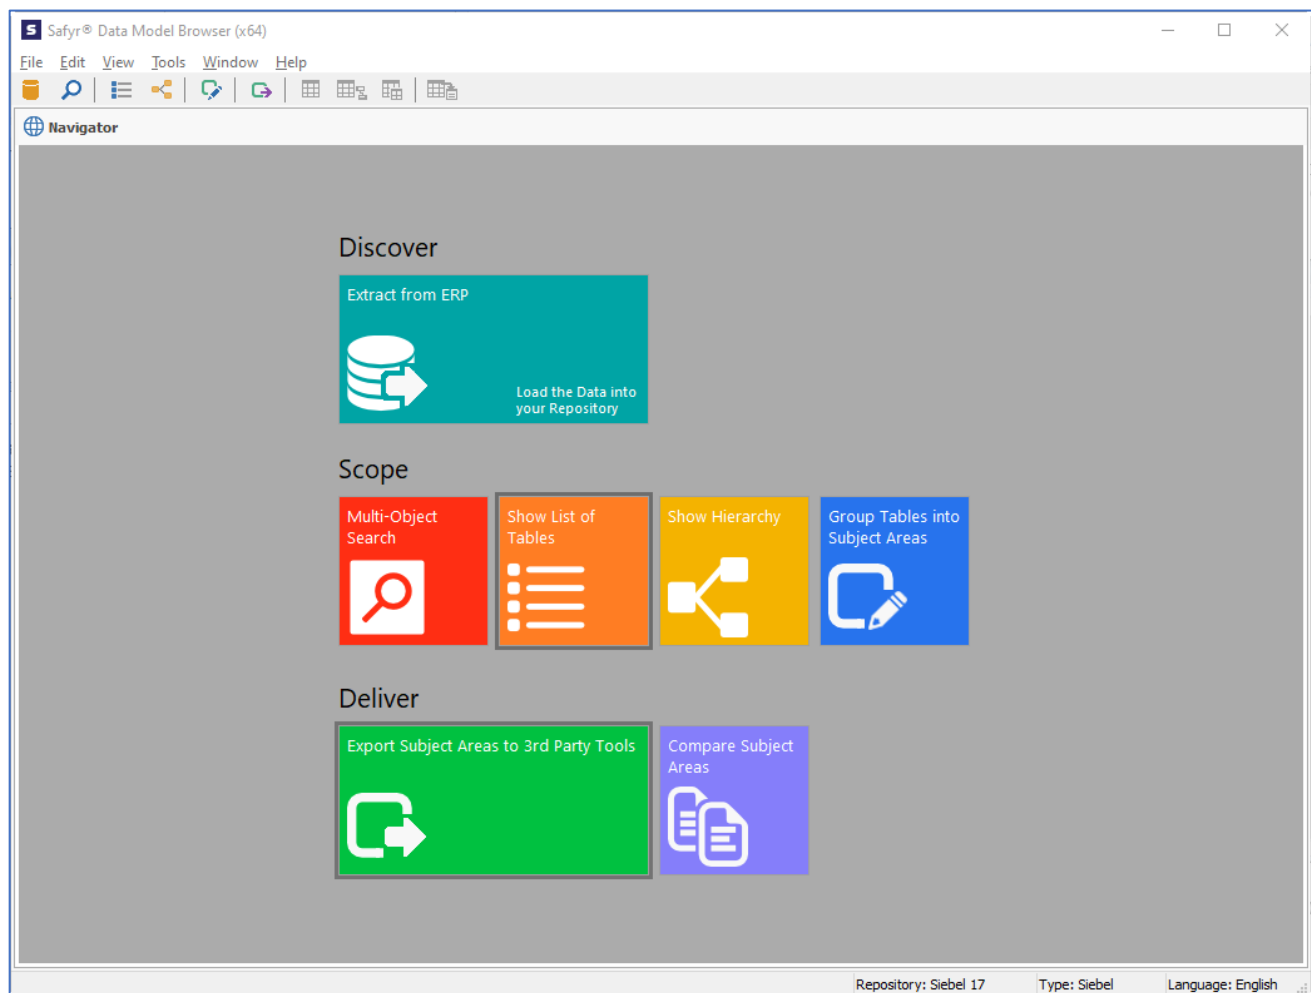 S Safyr® Data Model Browser (x64)
File Edit View Tools Window Help
Navigator
Discover
Extract from ERP
Load the Data into
your Repository
Scope
Multi-Object
Search
Show List of
Tables
Show Hierarchy
Group Tables into
Subject Areas
Deliver
Export Subject Areas to 3rd Party Tools
Compare Subject
Areas
Repository: Siebel 17 Type: Siebel Language: English